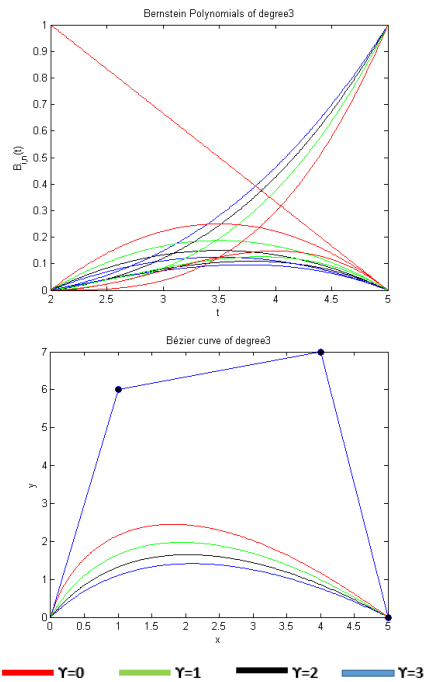 Bernstein Polynomials of degree3
1
0.9
0.8
0.7
0.6
0.5
0.4
0.3
0.2
0.1
0
B_{i,n}(t)
2 2.5 3 3.5 4 4.5 5
t
Bézier curve of degree3
7
6
5
4
3
2
1
0
y
0 0.5 1 1.5 2 2.5 3 3.5 4 4.5 5
x
ϒ=0 ϒ=1 ϒ=2 ϒ=3